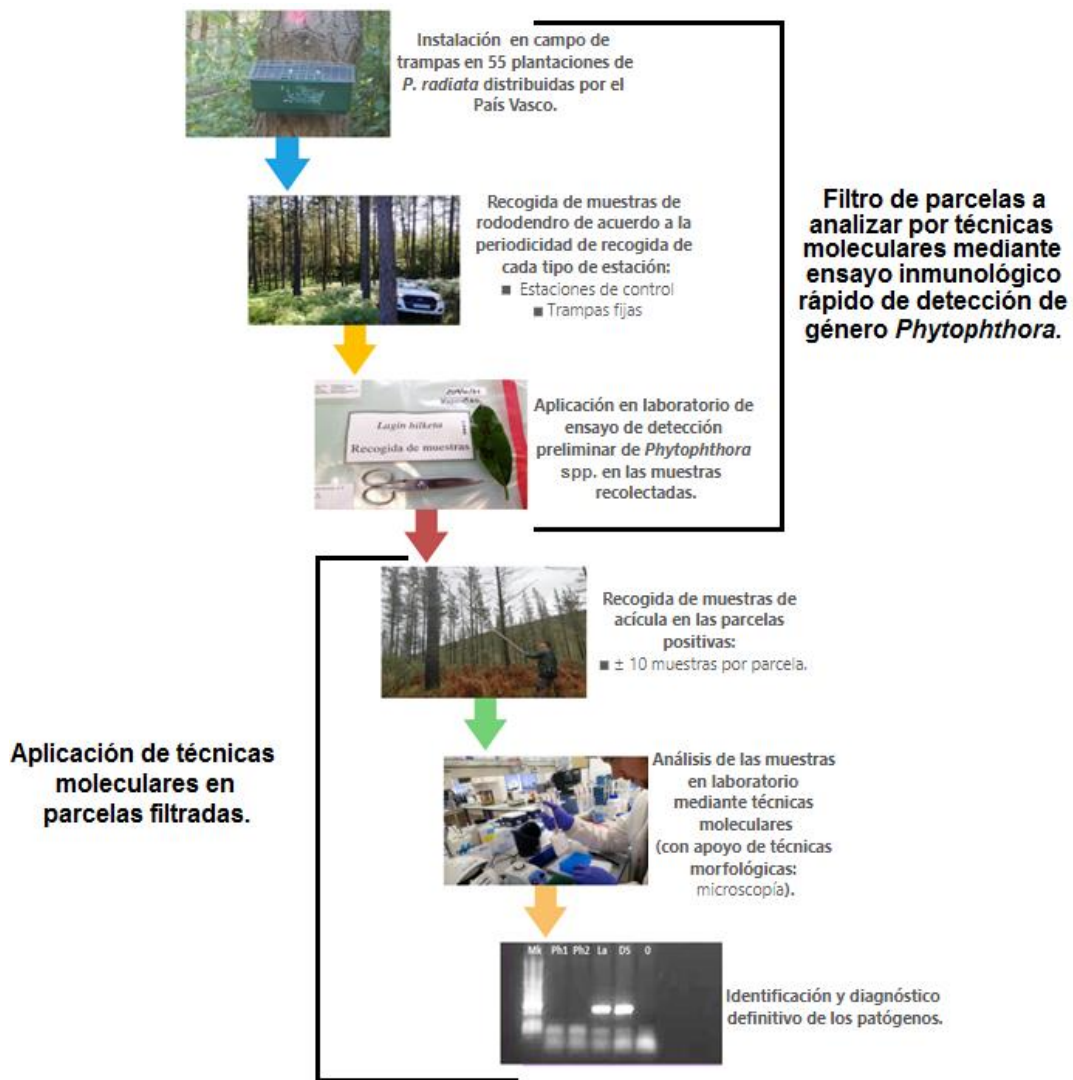 Instalación en campo de
trampas en 55 plantaciones de
P. radiata distribuidas por el
País Vasco.
Recogida de muestras de
rododendro de acuerdo a la
periodicidad de recogida de
cada tipo de estación:
■ Estaciones de control
■ Trampas fijas
Filtro de parcelas a
analizar por técnicas
moleculares mediante
ensayo inmunológico
rápido de detección de
género Phytophthora.
Lagin bilketa
Recogida de muestras
Aplicación en laboratorio de
ensayo de detección
preliminar de Phytophthora
spp. en las muestras
recolectadas.
Recogida de muestras de
acícula en las parcelas
positivas:
■ ± 10 muestras por parcela.
Aplicación de técnicas
moleculares en
parcelas filtradas.
Análisis de las muestras
en laboratorio
mediante técnicas
moleculares
(con apoyo de técnicas
morfológicas:
microscopía).
Mk Ph1 Ph2 La DS 0
Identificación y diagnóstico
definitivo de los patógenos.